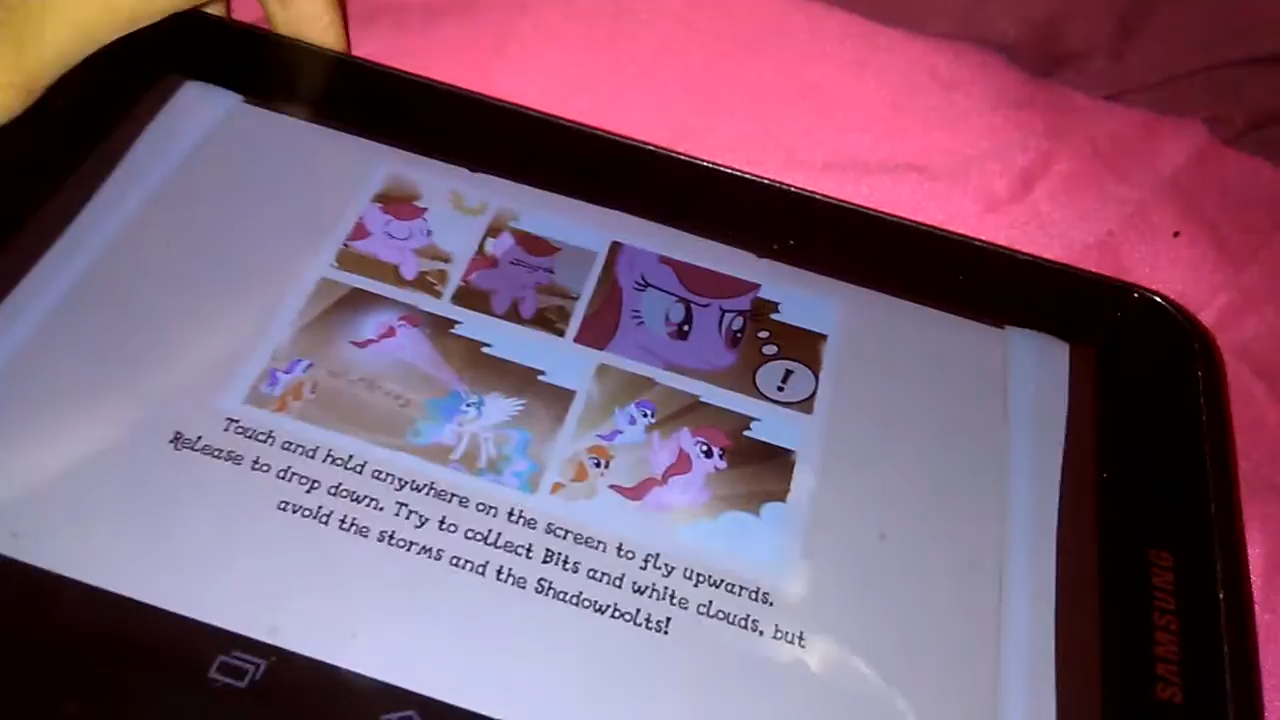 !
Touch and hold anywhere on the screen to fly upwards.
Release to drop down. Try to collect Bits and white clouds, but
avoid the storms and the Shadowbolts!
SAMSUNG